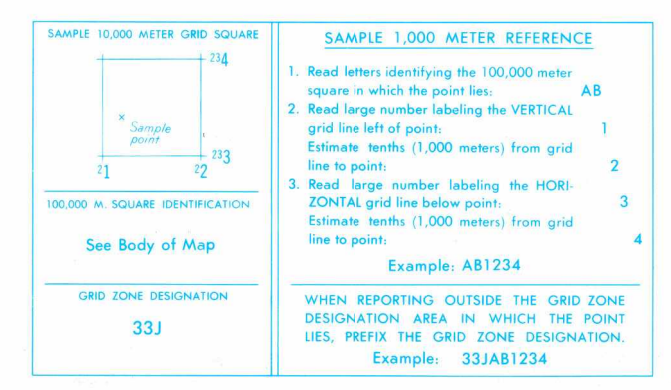 SAMPLE 10,000 METER GRID SQUARE
234
×
Sample
point
233
21
22
100,000 M. SQUARE IDENTIFICATION
See Body of Map
GRID ZONE DESIGNATION
33J
SAMPLE 1,000 METER REFERENCE
1. Read letters identifying the 100,000 meter
square in which the point lies: AB
2. Read large number labeling the VERTICAL
grid line left of point: 1
Estimate tenths (1,000 meters) from grid
line to point: 2
3. Read large number labeling the HORI-
ZONTAL grid line below point: 3
Estimate tenths (1,000 meters) from grid
line to point: 4
Example: AB1234
WHEN REPORTING OUTSIDE THE GRID ZONE
DESIGNATION AREA IN WHICH THE POINT
LIES, PREFIX THE GRID ZONE DESIGNATION.
Example: 33JAB1234